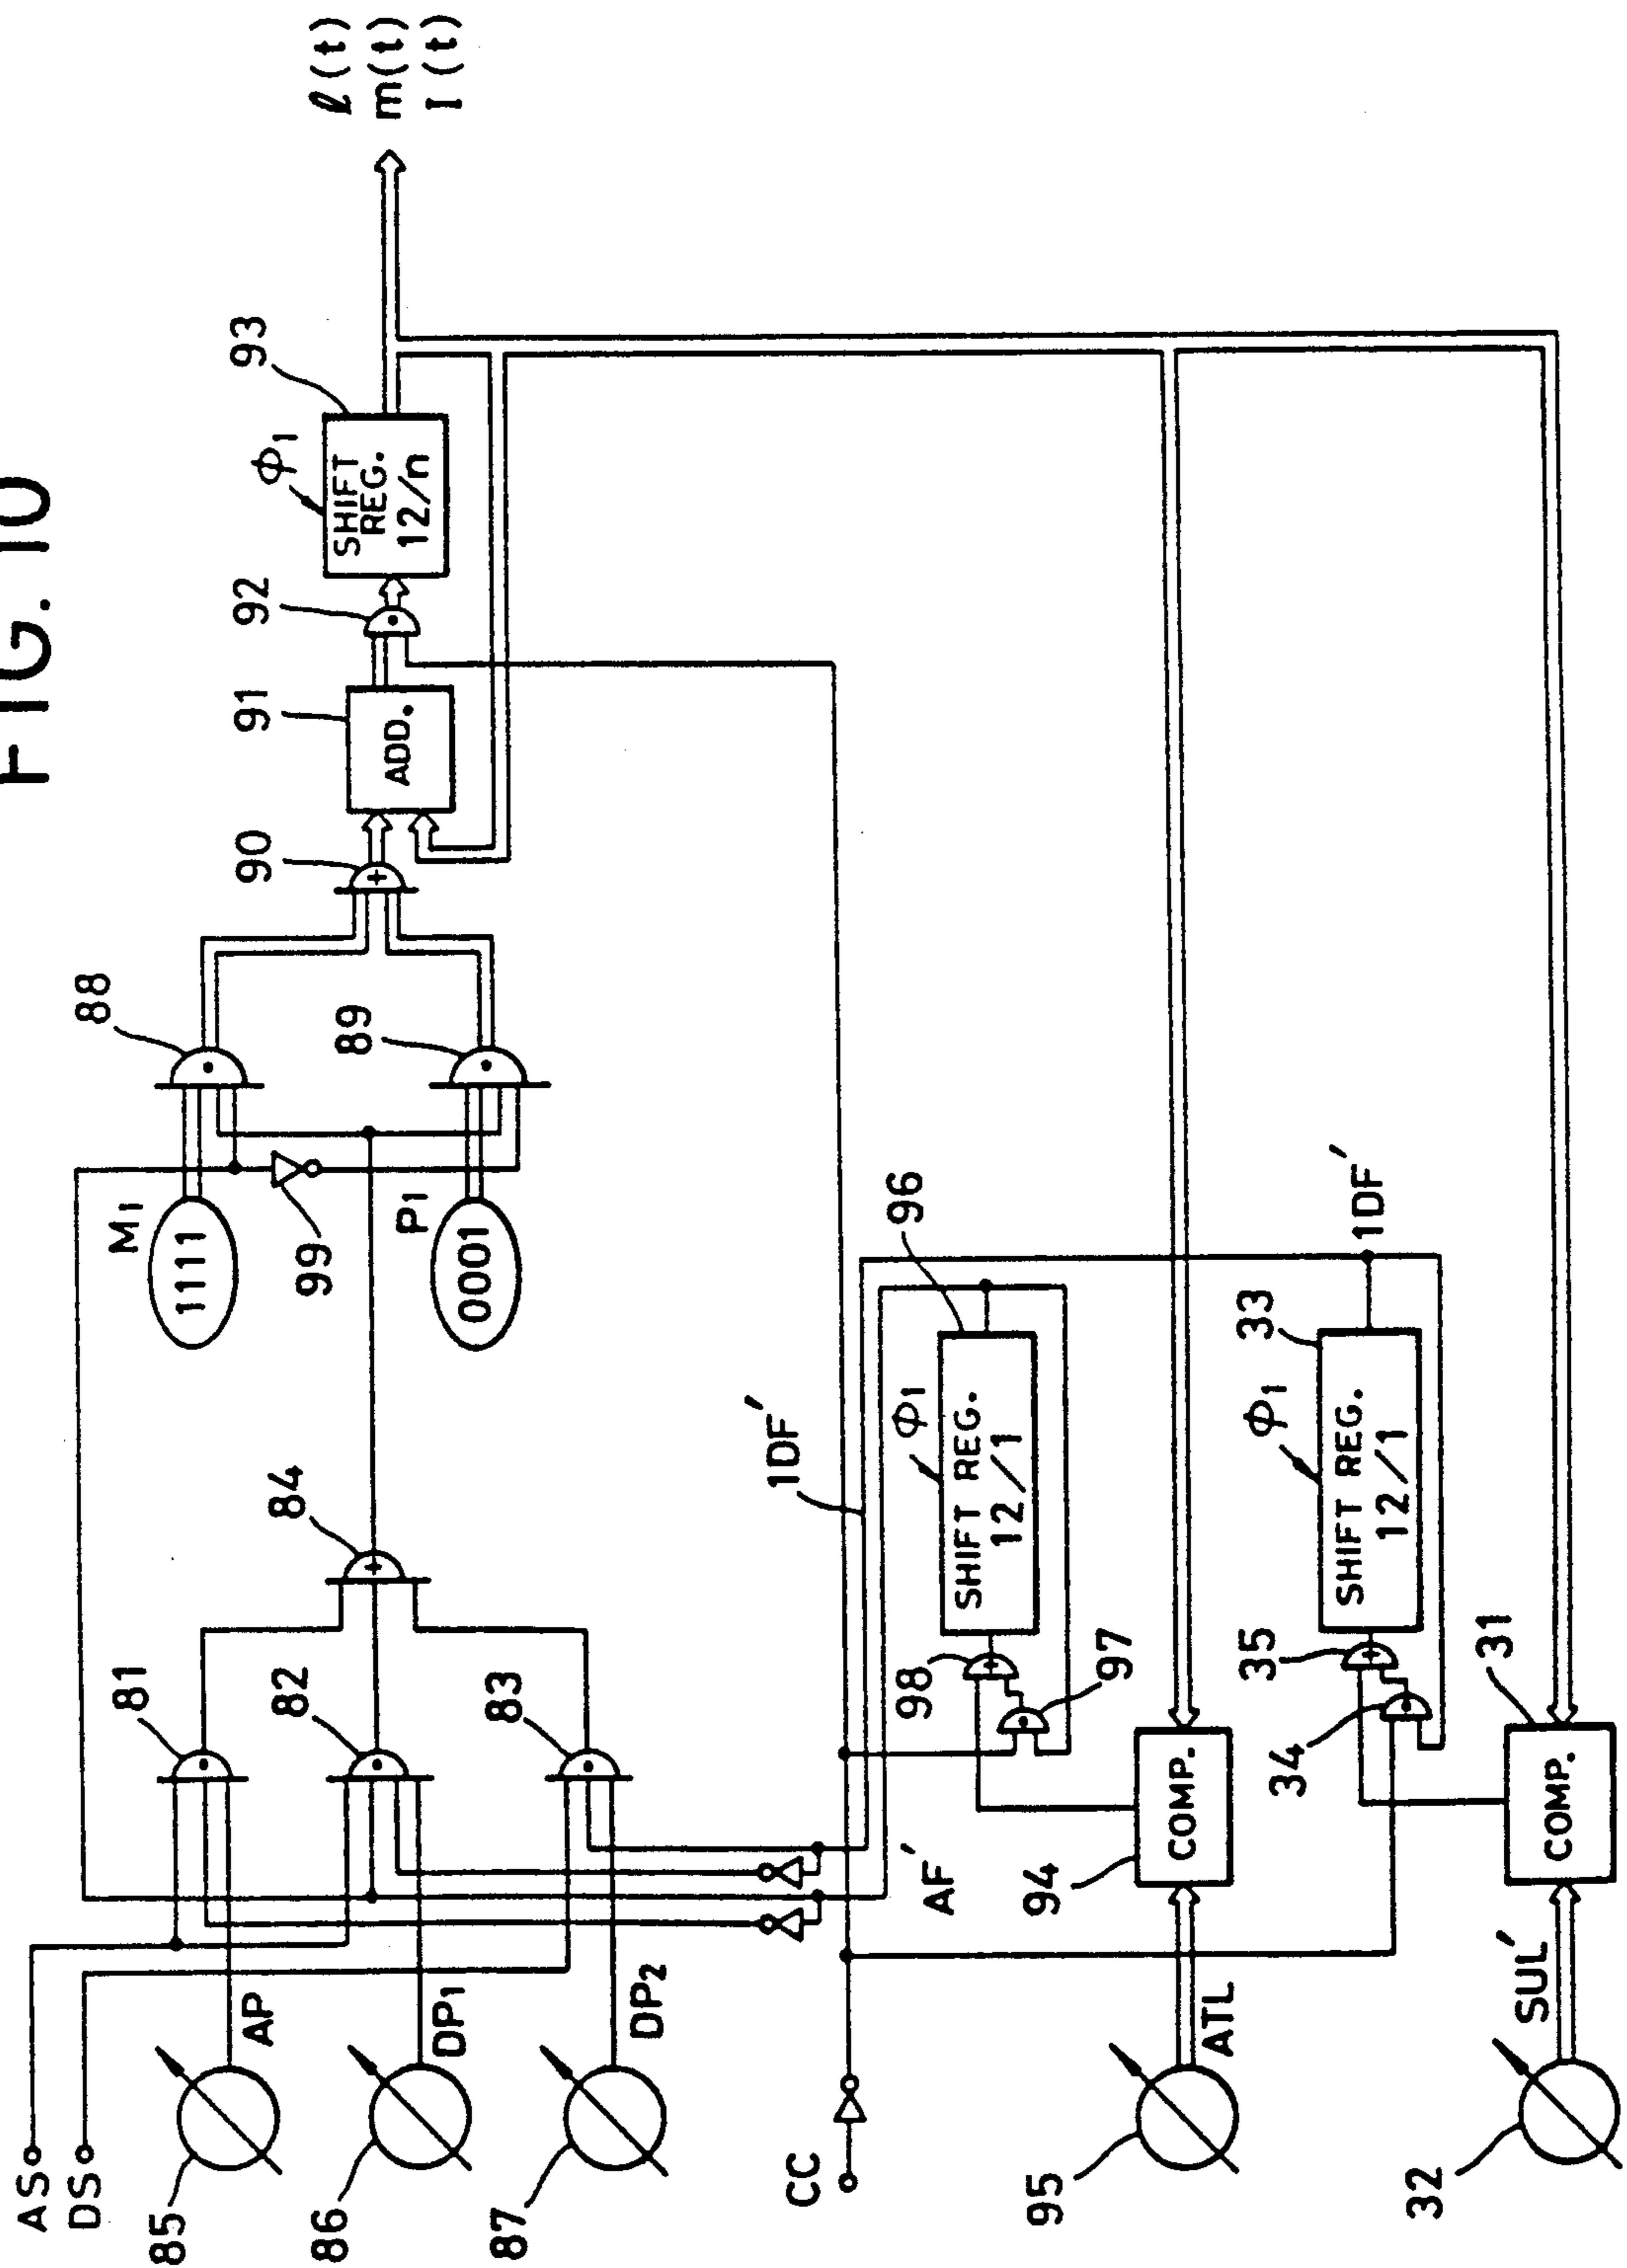 FIG. 10
AS
DS
85
AP
86
DP1
87
DP2
81
82
83
84
M1
1111
99
P1
0001
88
89
90
91
ADD.
92
93
φ1
SHIFT
REG.
12/n
ℓ(t)
m(t)
I(t)
CC
AF′
1DF′
95
ATL
94
COMP.
98
97
φ1
SHIFT REG.
12/1
96
32
SUL′
31
COMP.
34
35
φ1
SHIFT REG.
12/1
33
1DF′